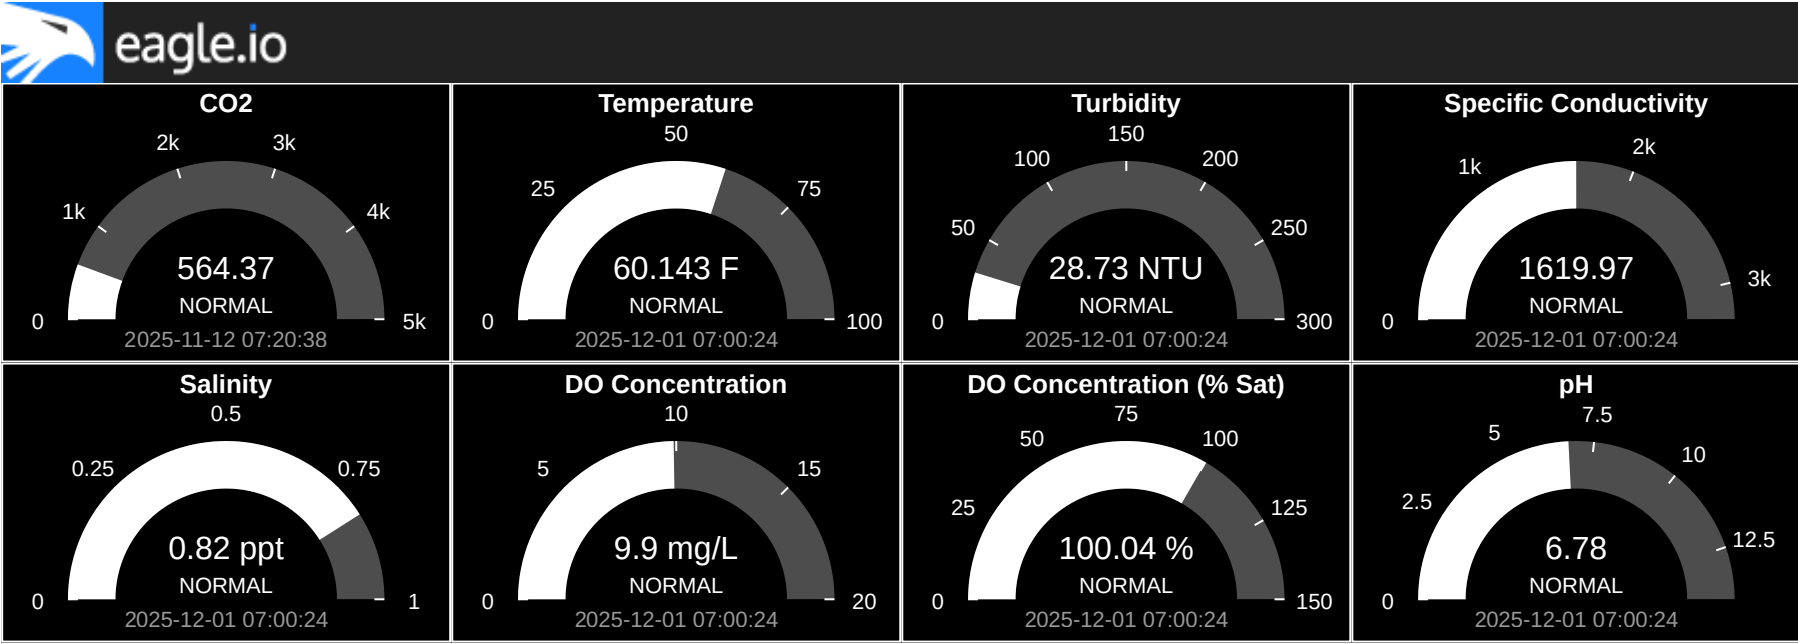 eagle.io
CO2
0
1k
2k
3k
4k
5k
564.37
NORMAL
2025-11-12 07:20:38
Temperature
0
25
50
75
100
60.143 F
NORMAL
2025-12-01 07:00:24
Turbidity
0
50
100
150
200
250
300
28.73 NTU
NORMAL
2025-12-01 07:00:24
Specific Conductivity
0
1k
2k
3k
1619.97
NORMAL
2025-12-01 07:00:24
Salinity
0
0.25
0.5
0.75
1
0.82 ppt
NORMAL
2025-12-01 07:00:24
DO Concentration
0
5
10
15
20
9.9 mg/L
NORMAL
2025-12-01 07:00:24
DO Concentration (% Sat)
0
25
50
75
100
125
150
100.04 %
NORMAL
2025-12-01 07:00:24
pH
0
2.5
5
7.5
10
12.5
6.78
NORMAL
2025-12-01 07:00:24